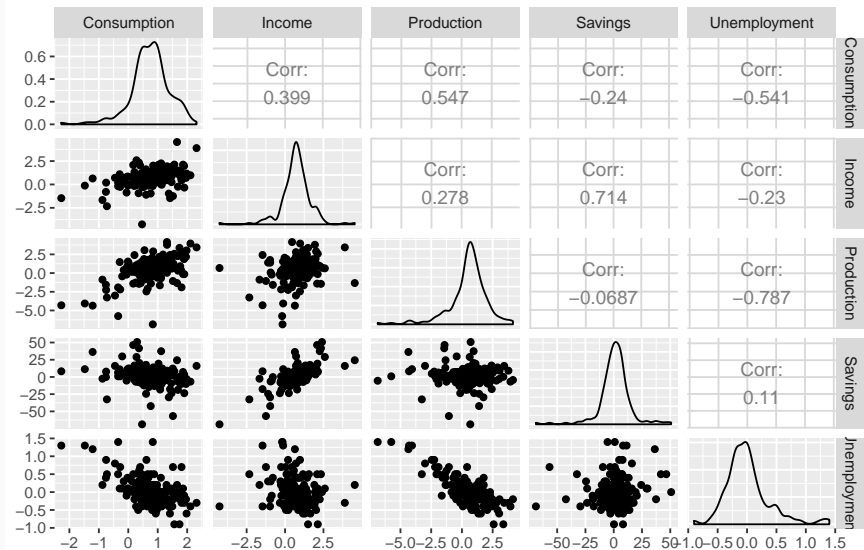 Consumption Income Production Savings Unemployment
0.6
0.4
0.2
0.0
Corr:
0.399
Corr:
0.547
Corr:
−0.24
Corr:
−0.541
Consumption
2.5
0.0
−2.5
Corr:
0.278
Corr:
0.714
Corr:
−0.23
Income
2.5
0.0
−2.5
−5.0
Corr:
−0.0687
Corr:
−0.787
Production
50
25
0
−25
−50
Corr:
0.11
Savings
1.5
1.0
0.5
0.0
−0.5
−1.0
−2 −1 0 1 2
−2.5 0.0 2.5
−5.0 −2.5 0.0 2.5
−50 −25 0 25 50
−1.0 −0.5 0.0 0.5 1.0 1.5